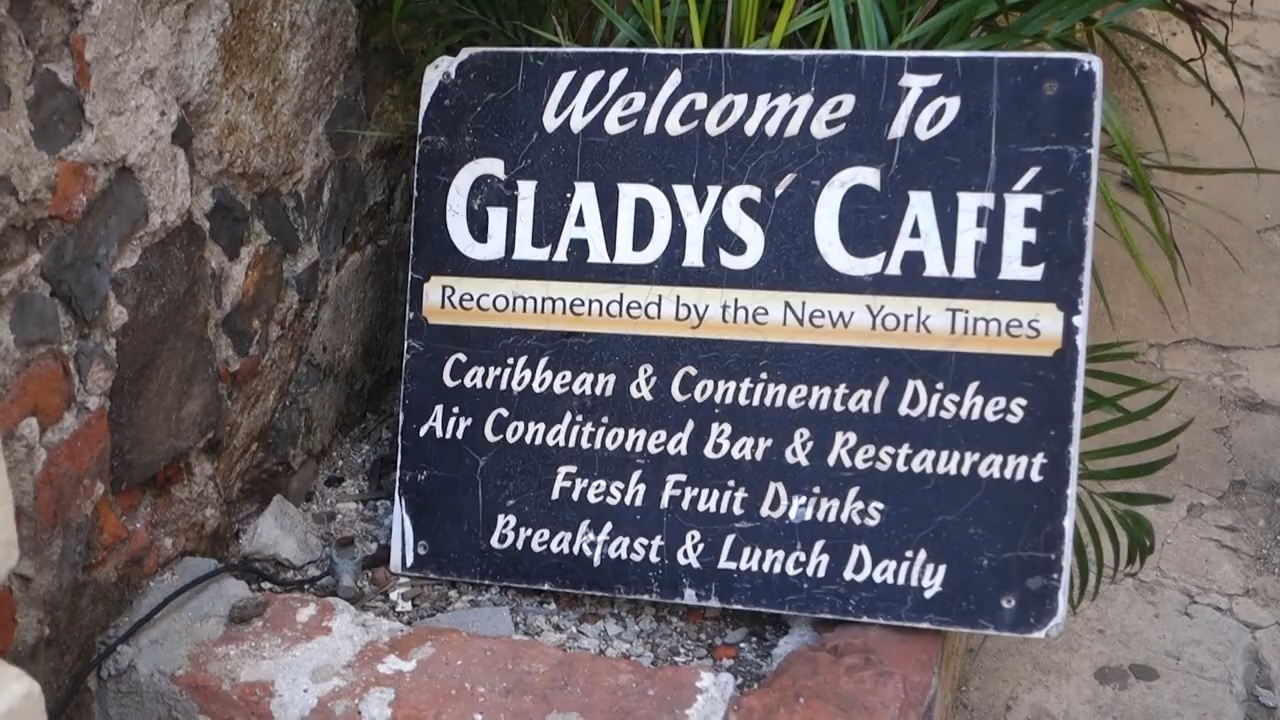 Welcome To
GLADYS´ CAFÉ
Recommended by the New York Times
Caribbean & Continental Dishes
Air Conditioned Bar & Restaurant
Fresh Fruit Drinks
Breakfast & Lunch Daily